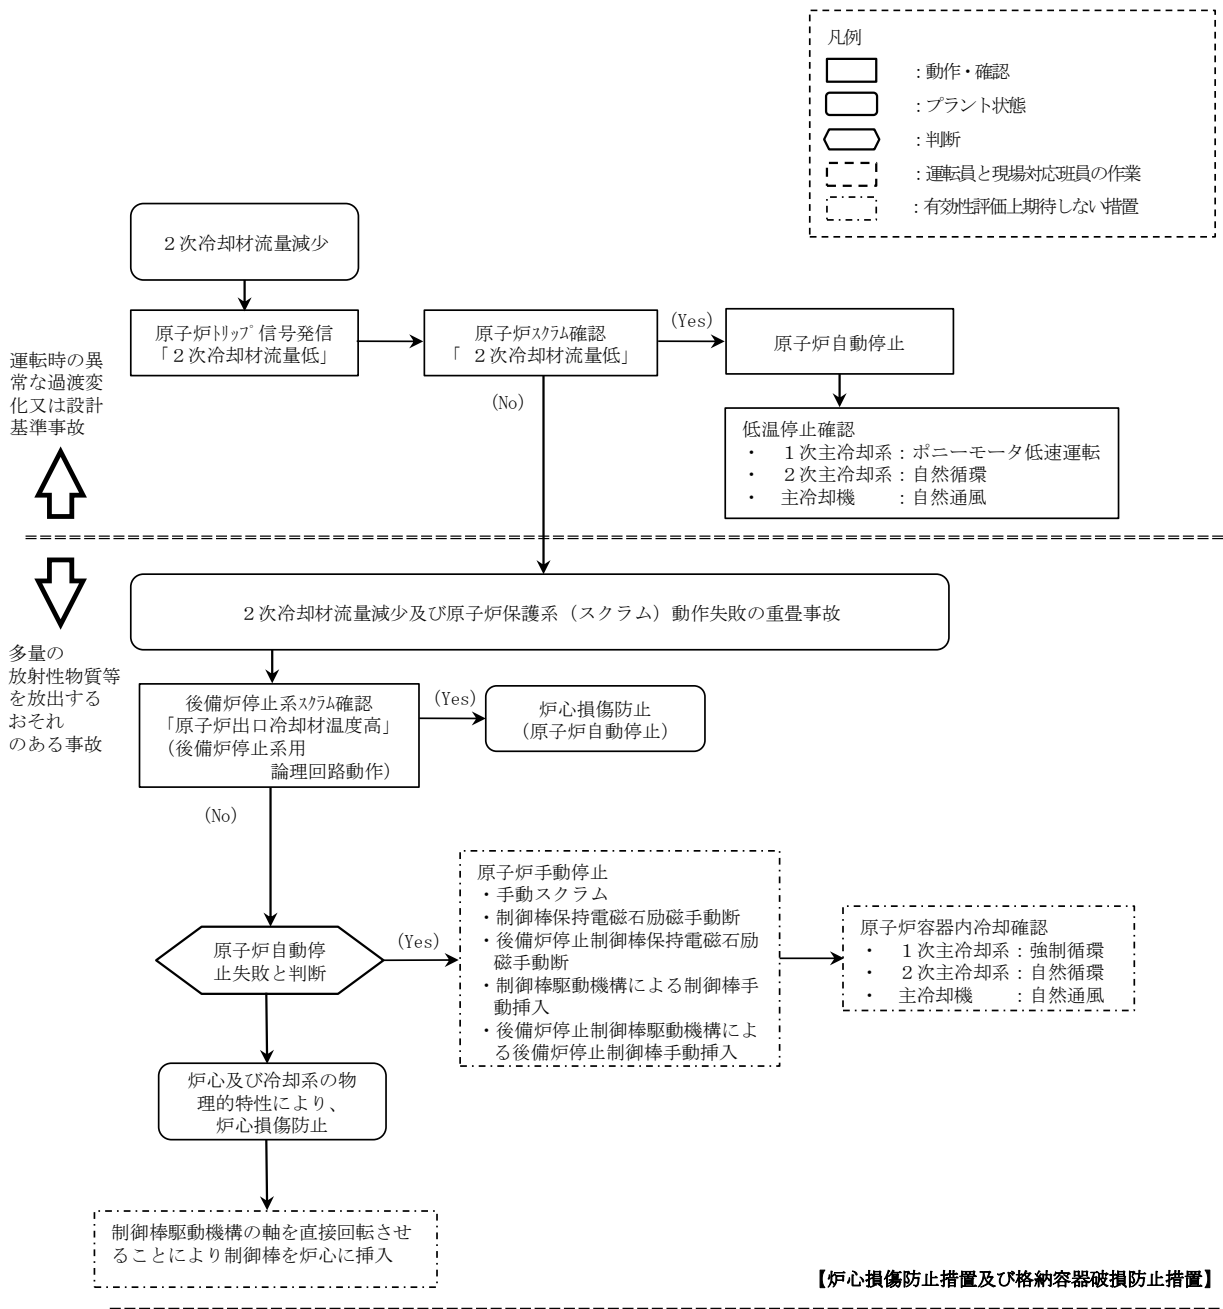 凡例
：動作・確認
：プラント状態
：判断
：運転員と現場対応班員の作業
：有効性評価上期待しない措置
２次冷却材流量減少
原子炉ﾄﾘｯﾌﾟ信号発信
「２次冷却材流量低」
原子炉ｽｸﾗﾑ確認
「 ２次冷却材流量低」
(Yes)
原子炉自動停止
(No)
運転時の異
常な過渡変
化又は設計
基準事故
低温停止確認
・ １次主冷却系：ポニーモータ低速運転
・ ２次主冷却系：自然循環
・ 主冷却機 ：自然通風
２次冷却材流量減少及び原子炉保護系（スクラム）動作失敗の重畳事故
多量の
放射性物質等
を放出する
おそれ
のある事故
後備炉停止系ｽｸﾗﾑ確認
「原子炉出口冷却材温度高」
（後備炉停止系用
論理回路動作）
(Yes)
炉心損傷防止
(原子炉自動停止)
(No)
原子炉自動停
止失敗と判断
(Yes)
原子炉手動停止
・手動スクラム
・制御棒保持電磁石励磁手動断
・後備炉停止制御棒保持電磁石励
磁手動断
・制御棒駆動機構による制御棒手
動挿入
・後備炉停止制御棒駆動機構によ
る後備炉停止制御棒手動挿入
原子炉容器内冷却確認
・ １次主冷却系：強制循環
・ ２次主冷却系：自然循環
・ 主冷却機 ：自然通風
炉心及び冷却系の物
理的特性により、
炉心損傷防止
制御棒駆動機構の軸を直接回転させ
ることにより制御棒を炉心に挿入
【炉心損傷防止措置及び格納容器破損防止措置】